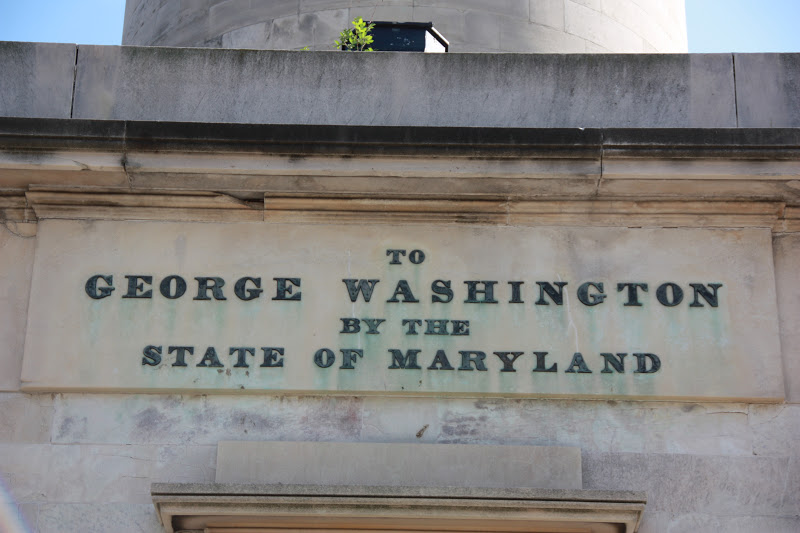 TO
GEORGE WASHINGTON
BY THE
STATE OF MARYLAND